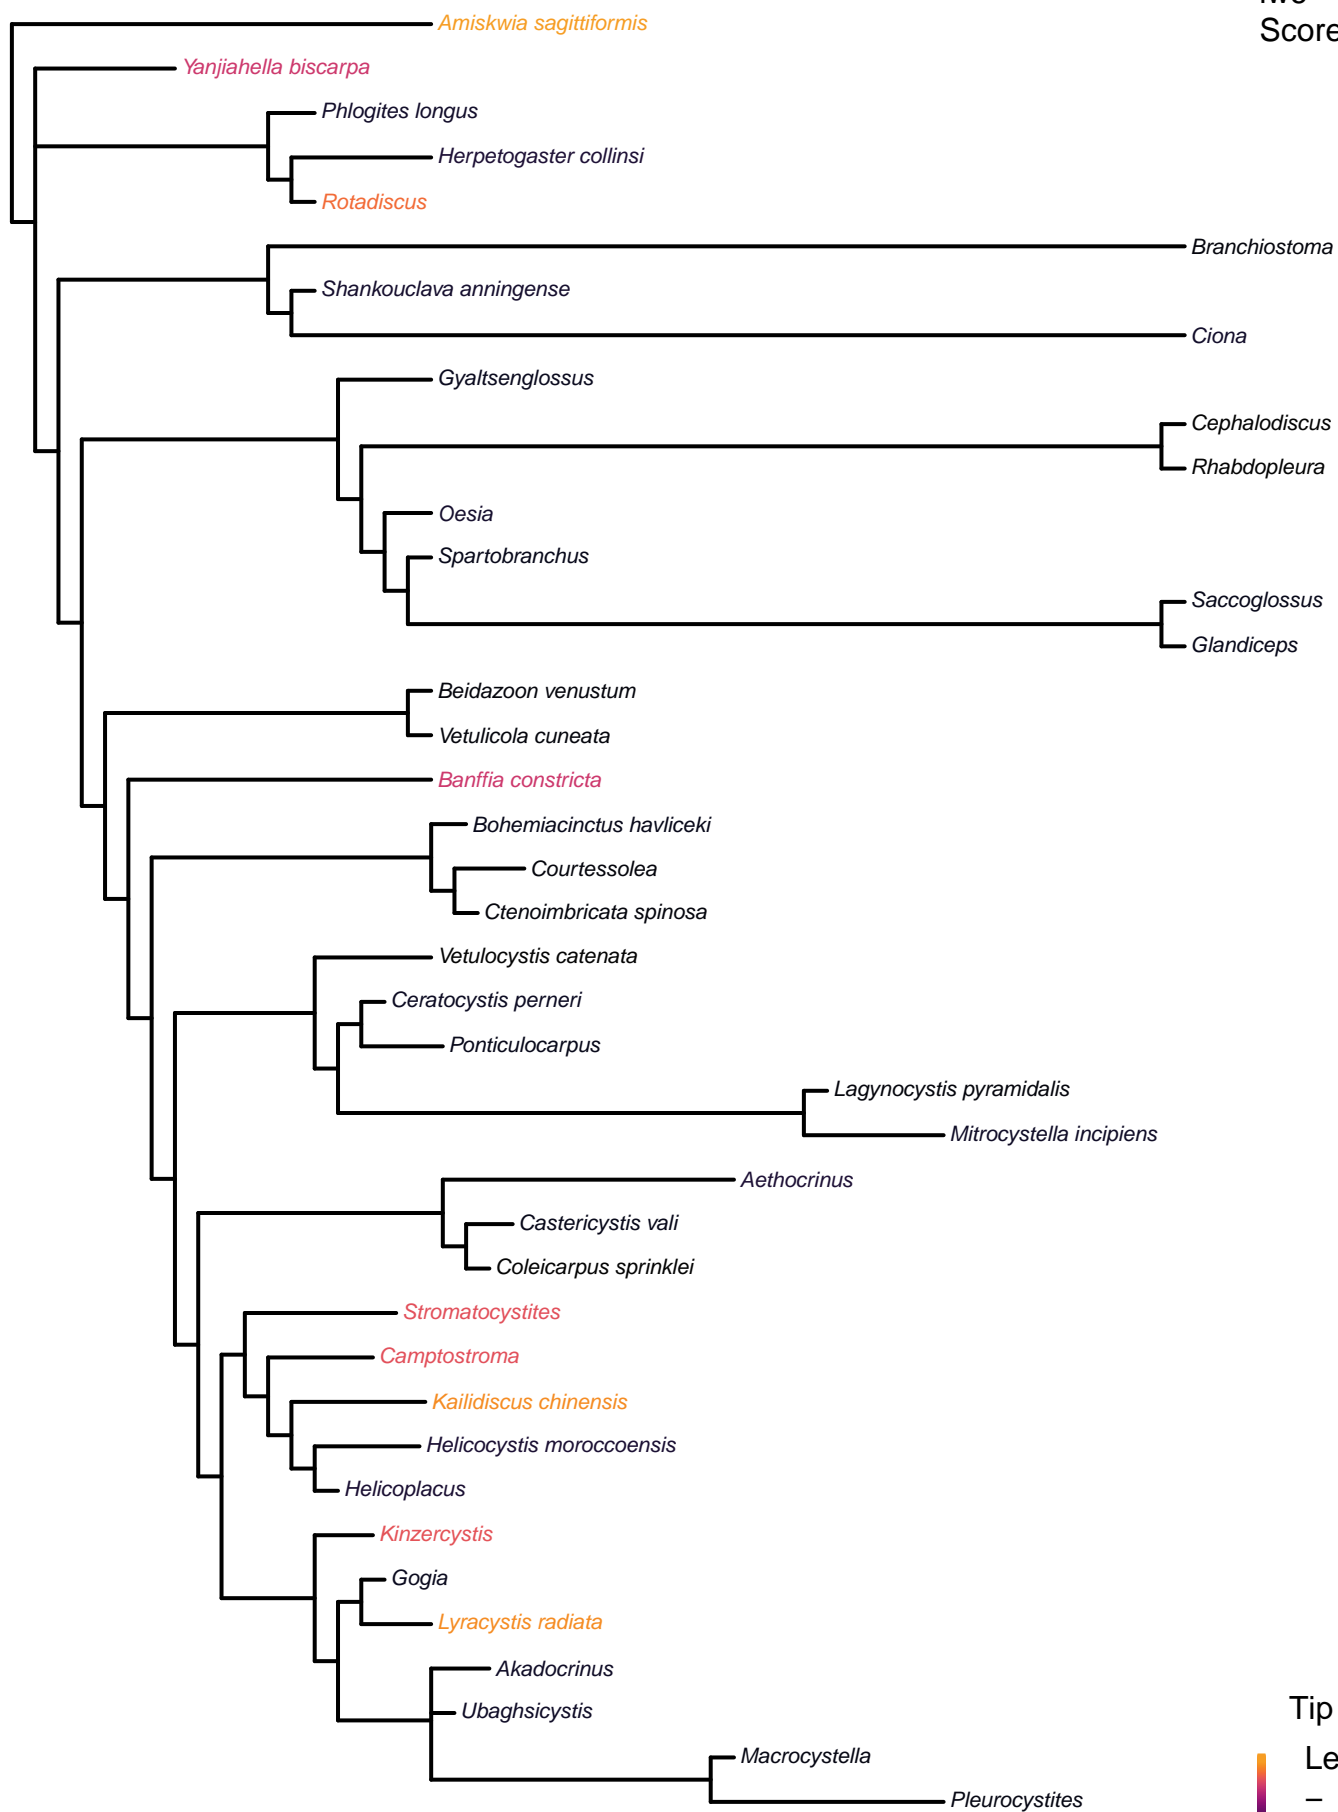 Score
Amiskwia sagittiformis
Yanjiahella biscarpa
Phlogites longus
Herpetogaster collinsi
Rotadiscus
Branchiostoma
Shankouclava anningense
Ciona
Gyaltsenglossus
Cephalodiscus
Rhabdopleura
Oesia
Spartobranchus
Saccoglossus
Glandiceps
Beidazoon venustum
Vetulicola cuneata
Banffia constricta
Bohemiacinctus havliceki
Courtessolea
Ctenoimbricata spinosa
Vetulocystis catenata
Ceratocystis perneri
Ponticulocarpus
Lagynocystis pyramidalis
Mitrocystella incipiens
Aethocrinus
Castericystis vali
Coleicarpus sprinklei
Stromatocystites
Camptostroma
Kailidiscus chinensis
Helicocystis moroccoensis
Helicoplacus
Kinzercystis
Gogia
Lyracystis radiata
Akadocrinus
Ubaghsicystis
Macrocystella
Pleurocystites
Tip
Le
–